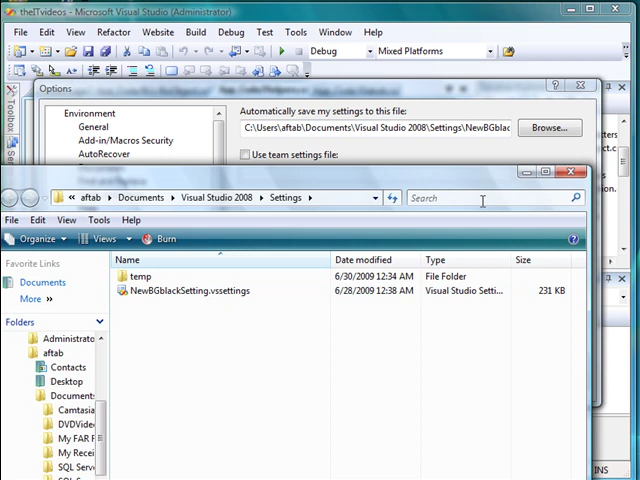 theITvideos - Microsoft Visual Studio (Administrator)
File Edit View Refactor Website Build Debug Test Tools Window Help
Debug Mixed Platforms
Toolbox
Options
Environment
General
Add-in/Macros Security
AutoRecover
Automatically save my settings to this file:
C:\Users\aftab\Documents\Visual Studio 2008\Settings\NewBGblac
Browse...
Use team settings file:
« aftab Documents Visual Studio 2008 Settings
Search
File Edit View Tools Help
Organize Views Burn
Favorite Links
Documents
More »
Folders
Administrato
aftab
Contacts
Desktop
Documents
Camtasia
DVDVideo
My FAR F
My Recei
SQL Serve
Name Date modified Type Size
temp 6/30/2009 12:34 AM File Folder
NewBGblackSetting.vssettings 6/28/2009 12:38 AM Visual Studio Setti... 231 KB
INS